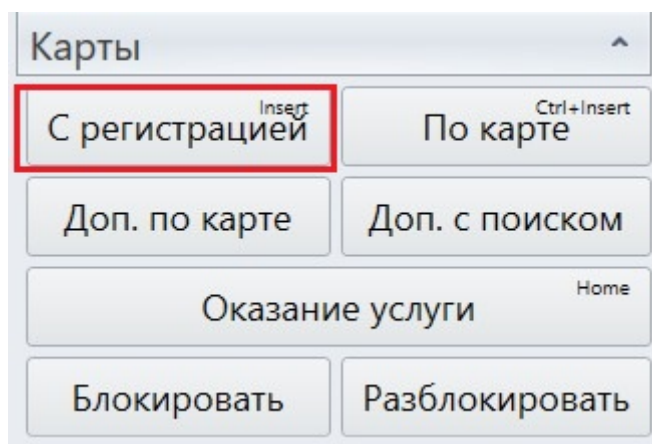 Карты
С регистрацией Insert
По карте Ctrl+Insert
Доп. по карте
Доп. с поиском
Оказание услуги Home
Блокировать
Разблокировать